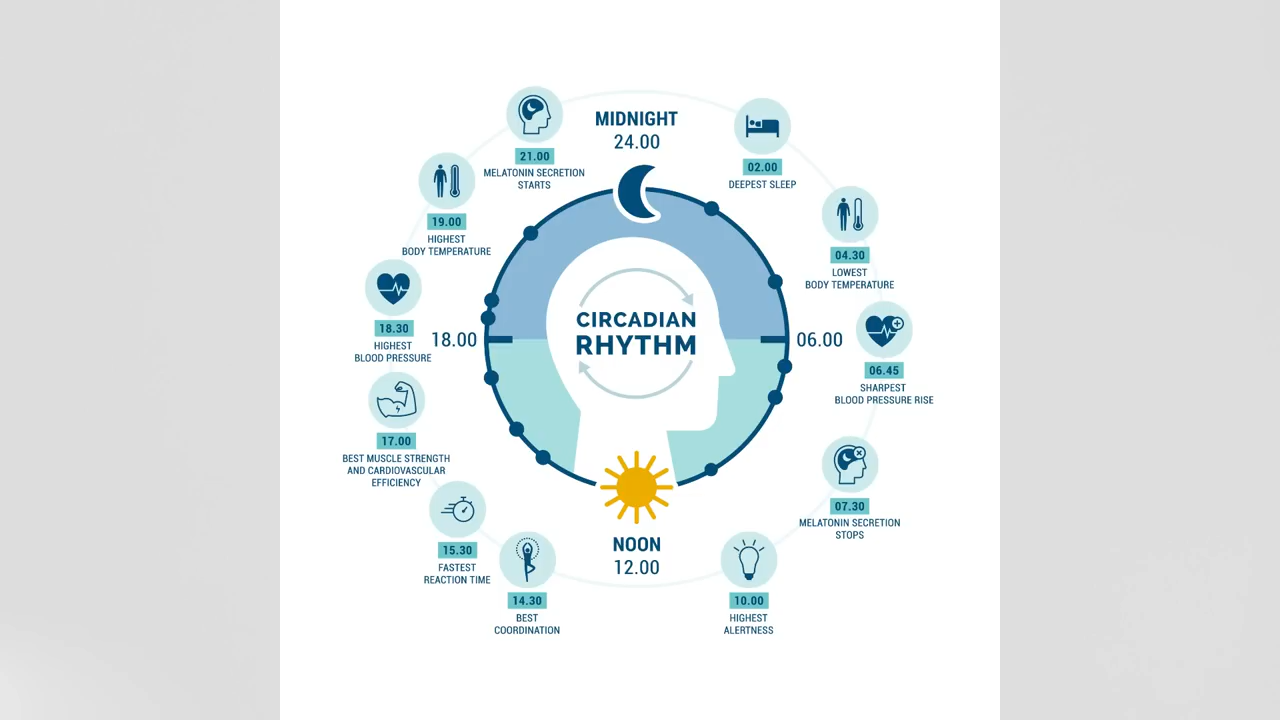 MIDNIGHT
24.00
02.00
DEEPEST SLEEP
04.30
LOWEST
BODY TEMPERATURE
06.00
06.45
SHARPEST
BLOOD PRESSURE RISE
07.30
MELATONIN SECRETION
STOPS
10.00
HIGHEST
ALERTNESS
NOON
12.00
14.30
BEST
COORDINATION
15.30
FASTEST
REACTION TIME
17.00
BEST MUSCLE STRENGTH
AND CARDIOVASCULAR
EFFICIENCY
18.00
18.30
HIGHEST
BLOOD PRESSURE
19.00
HIGHEST
BODY TEMPERATURE
21.00
MELATONIN SECRETION
STARTS
CIRCADIAN
RHYTHM